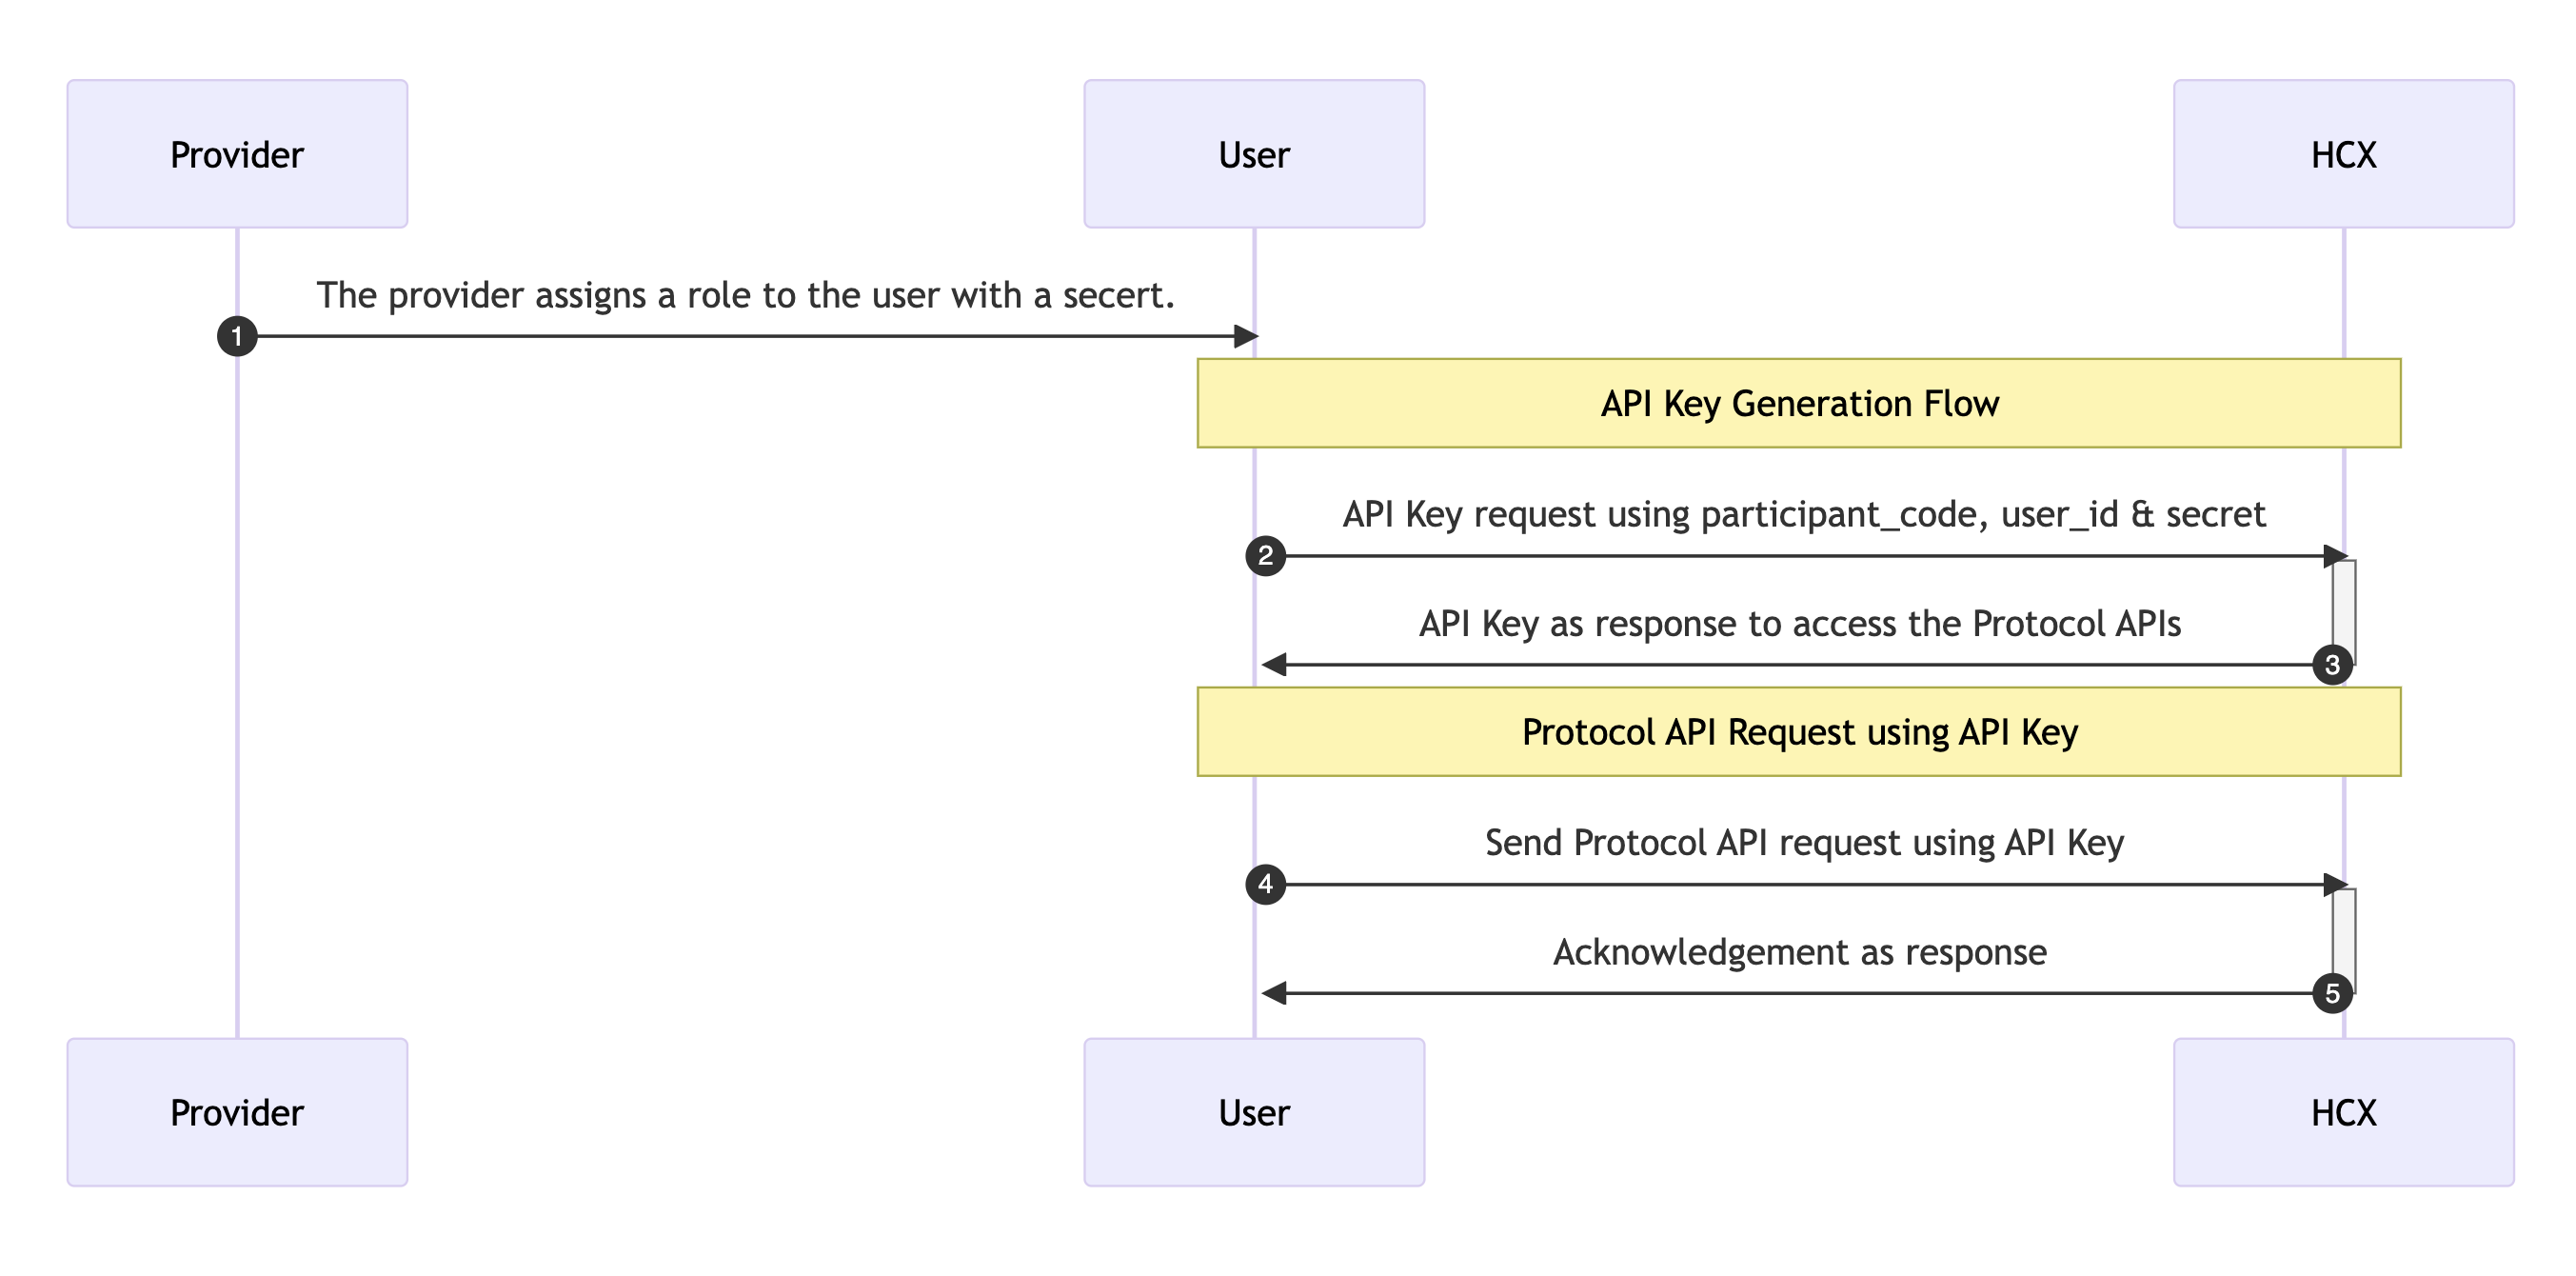 Provider
User
HCX
The provider assigns a role to the user with a secert.
1
API Key Generation Flow
API Key request using participant_code, user_id & secret
2
API Key as response to access the Protocol APIs
3
Protocol API Request using API Key
Send Protocol API request using API Key
4
Acknowledgement as response
5
Provider
User
HCX